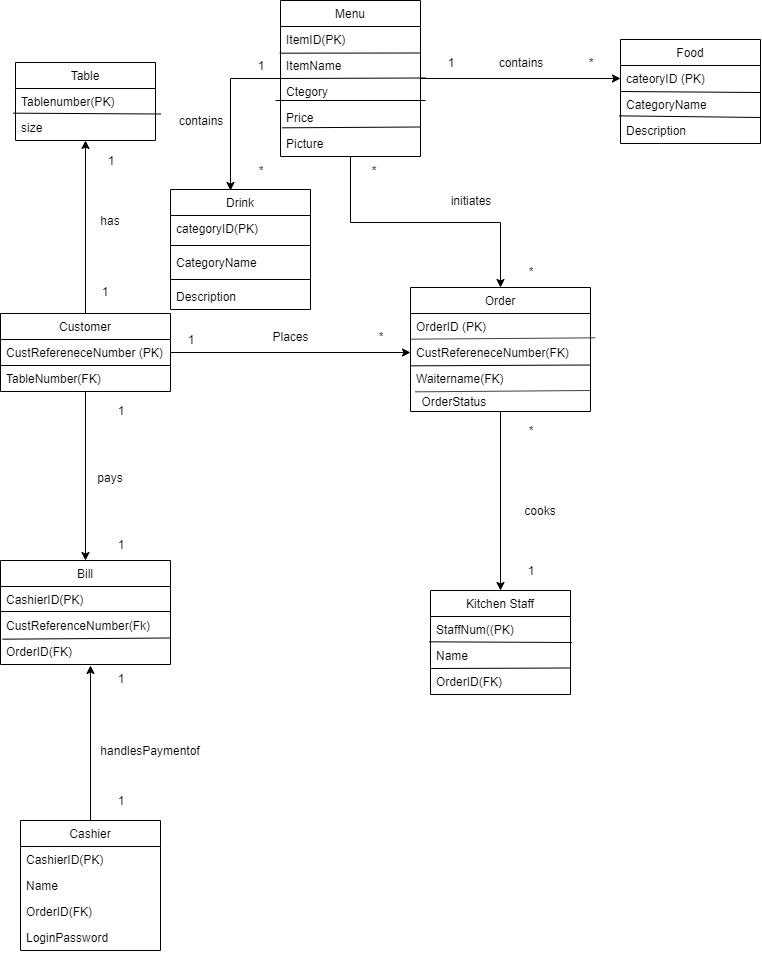 Menu
ItemID(PK)
ItemName
Ctegory
Price
Picture
1
contains
*
Food
cateoryID (PK)
CategoryName
Description
Table
Tablenumber(PK)
size
1
contains
*
Drink
categoryID(PK)
CategoryName
Description
*
initiates
*
1
has
1
Order
OrderID (PK)
CustRefereneceNumber(FK)
Waitername(FK)
OrderStatus
Customer
CustRefereneceNumber (PK)
TableNumber(FK)
1
Places
*
1
pays
1
*
cooks
1
Bill
CashierID(PK)
CustReferenceNumber(Fk)
OrderID(FK)
Kitchen Staff
StaffNum((PK)
Name
OrderID(FK)
1
handlesPaymentof
1
Cashier
CashierID(PK)
Name
OrderID(FK)
LoginPassword